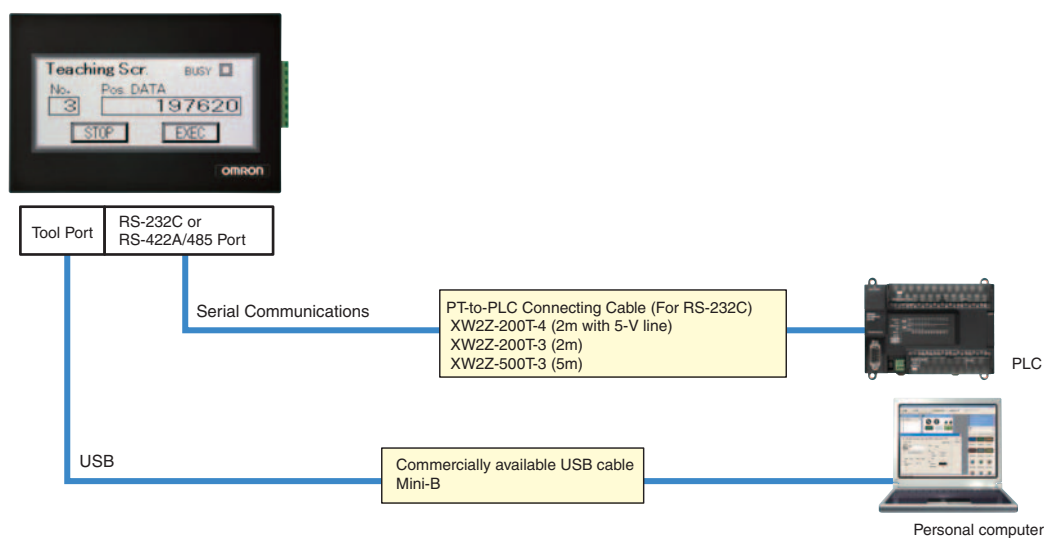 Teaching Scr. BUSY
No. Pos. DATA
3 197620
STOP EXEC
OMRON
Tool Port
RS-232C or
RS-422A/485 Port
Serial Communications
PT-to-PLC Connecting Cable (For RS-232C)
XW2Z-200T-4 (2m with 5-V line)
XW2Z-200T-3 (2m)
XW2Z-500T-3 (5m)
PLC
USB
Commercially available USB cable
Mini-B
Personal computer